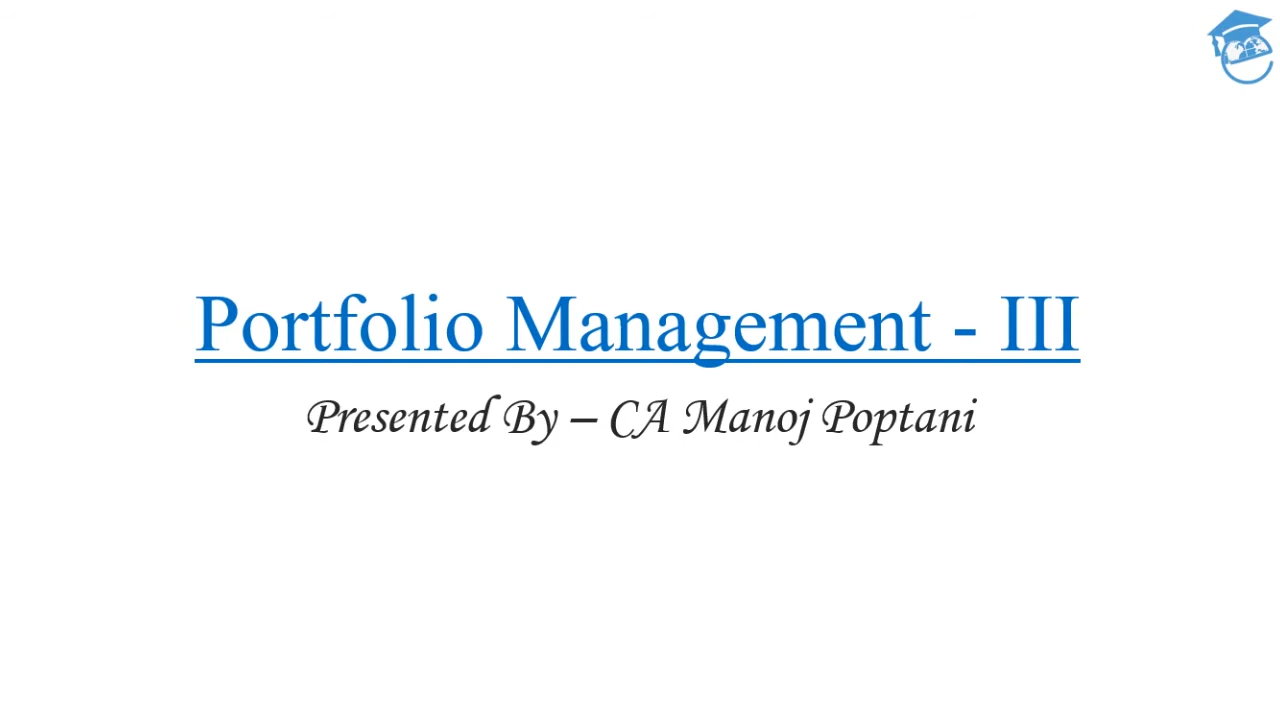 Portfolio Management - III
Presented By – CA Manoj Poptani